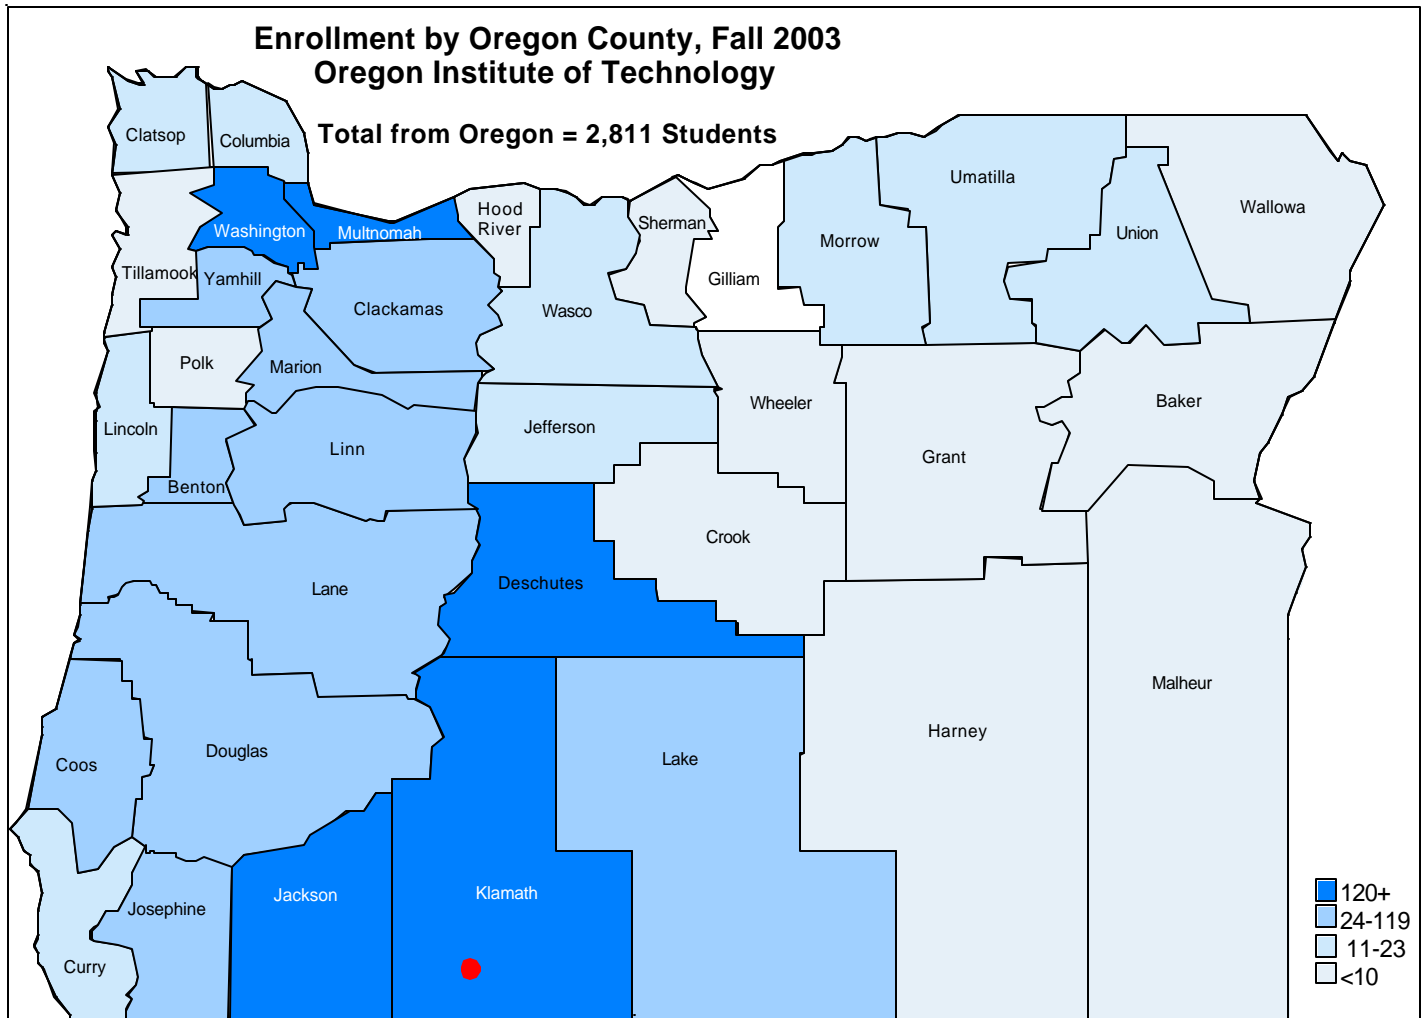 Enrollment by Oregon County, Fall 2003
Oregon Institute of Technology
Total from Oregon = 2,811 Students
Clatsop
Columbia
Washington
Multnomah
Hood
River
Sherman
Gilliam
Morrow
Umatilla
Union
Wallowa
Tillamook
Yamhill
Clackamas
Wasco
Polk
Marion
Wheeler
Baker
Lincoln
Linn
Jefferson
Grant
Benton
Crook
Lane
Deschutes
Malheur
Harney
Coos
Douglas
Lake
Josephine
Jackson
Klamath
Curry
120+
24-119
11-23
<10